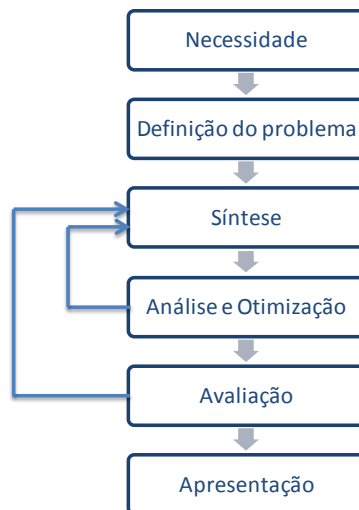 Necessidade
Definição do problema
Síntese
Análise e Otimização
Avaliação
Apresentação